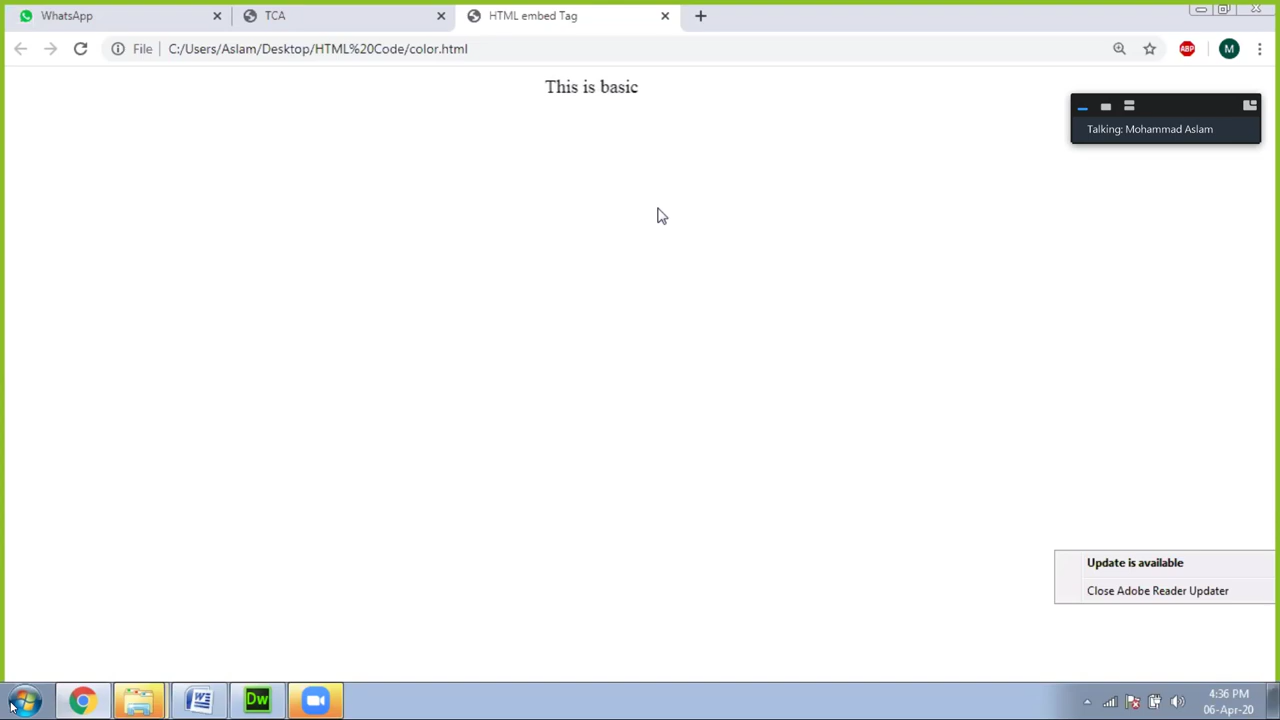 WhatsApp
TCA
HTML embed Tag
File
C:/Users/Aslam/Desktop/HTML%20Code/color.html
ABP
M
This is basic
Talking: Mohammad Aslam
Update is available
Close Adobe Reader Updater
Dw
4:36 PM
06-Apr-20